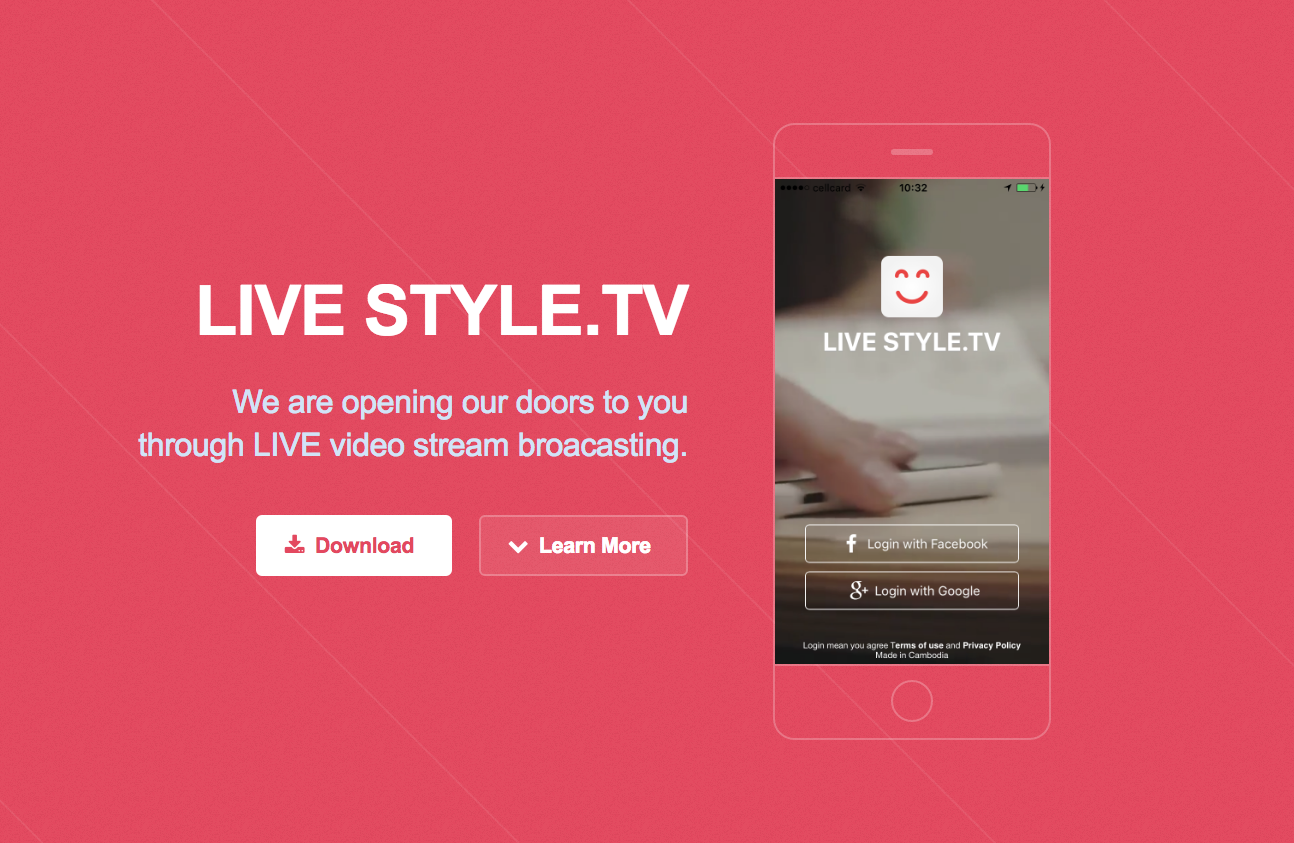 LIVE STYLE.TV
We are opening our doors to you
through LIVE video stream broacasting.
Download
Learn More
cellcard
10:32
LIVE STYLE.TV
Login with Facebook
g+ Login with Google
Login mean you agree Terms of use and Privacy Policy
Made in Cambodia